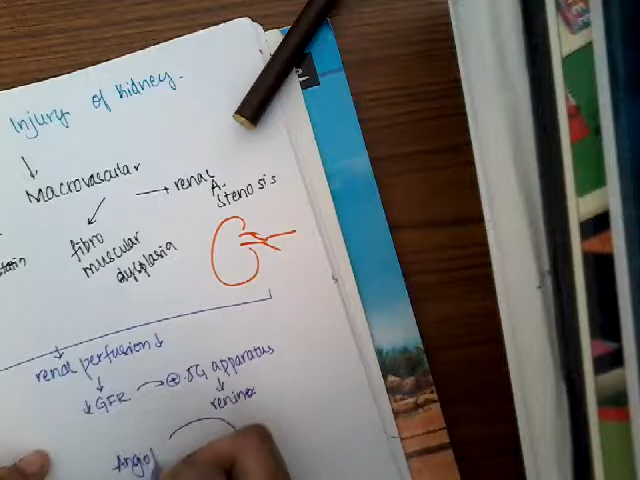 Injury of kidney.
↓
Macrovascular
→ renal A. stenosis
fibro
muscular
dysplasia
renal perfusion↓
↓
↓GFR → ⊕ JG apparatus
↓
renin
Angio